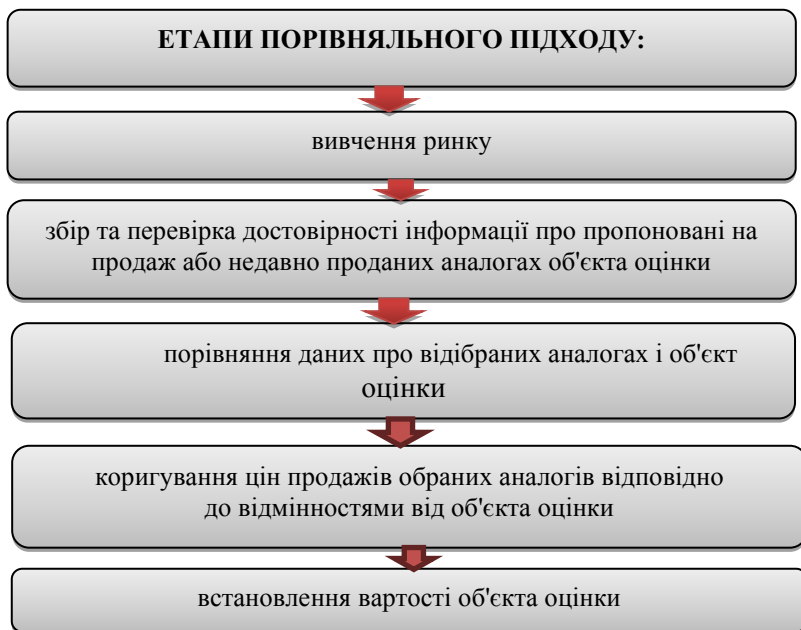 ЕТАПИ ПОРІВНЯЛЬНОГО ПІДХОДУ:
вивчення ринку
збір та перевірка достовірності інформації про пропоновані на
продаж або недавно проданих аналогах об'єкта оцінки
порівняння даних про відібраних аналогах і об'єкт
оцінки
коригування цін продажів обраних аналогів відповідно
до відмінностями від об'єкта оцінки
встановлення вартості об'єкта оцінки